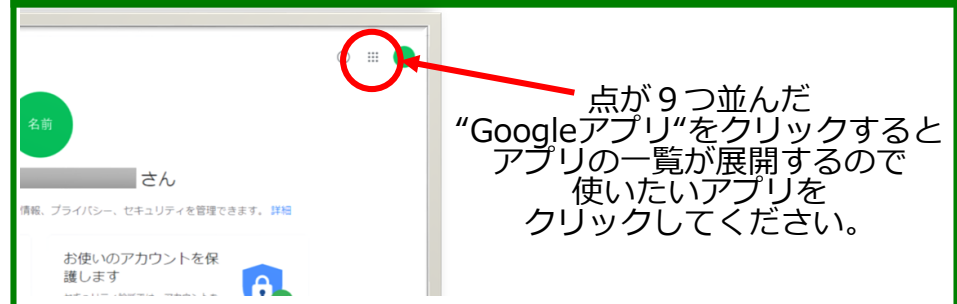 点が９つ並んだ
“Googleアプリ“をクリックすると
アプリの一覧が展開するので
使いたいアプリを
クリックしてください。
名前
さん
情報、プライバシー、セキュリティを管理できます。 詳細
お使いのアカウントを保
護します